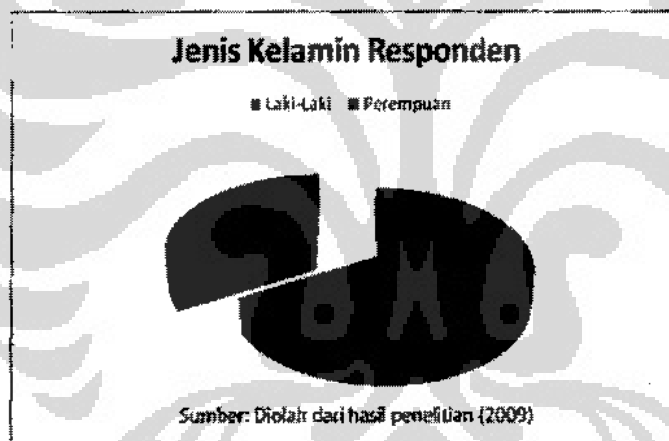 Jenis Kelamin Responden
Laki-Laki Perempuan
Sumber: Diolah dari hasil penelitian (2009)